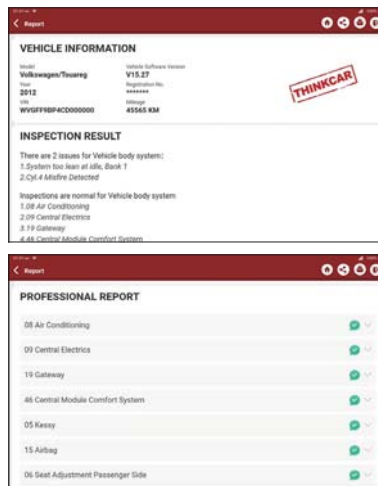 Report
VEHICLE INFORMATION
Model
Vehicle Software Version
Volkswagen/Touareg
V15.27
Year
Registration No.
2012
*******
VIN
Mileage
WVGFF9BP4CD000000
45565 KM
THINKCAR
INSPECTION RESULT
There are 2 issues for Vehicle body system:
1.System too lean at idle, Bank 1
2.Cyl.4 Misfire Detected
Inspections are normal for Vehicle body system
1.08 Air Conditioning
2.09 Central Electrics
3.19 Gateway
4.46 Central Module Comfort System
Report
PROFESSIONAL REPORT
08 Air Conditioning
09 Central Electrics
19 Gateway
46 Central Module Comfort System
05 Kessy
15 Airbag
06 Seat Adjustment Passenger Side